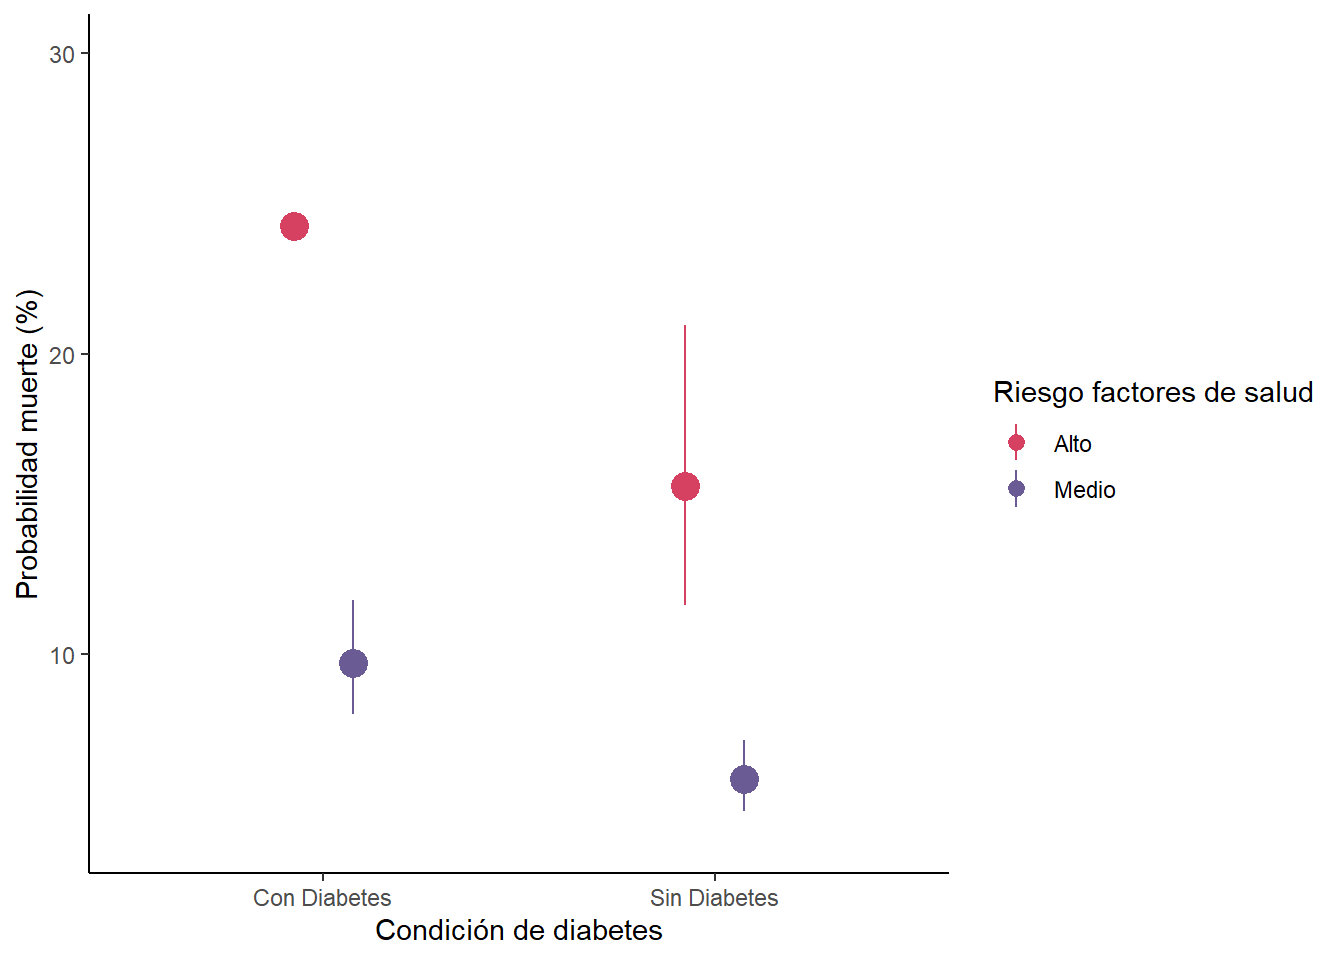 30
20
10
Probabilidad muerte (%)
Con Diabetes
Sin Diabetes
Condición de diabetes
Riesgo factores de salud
Alto
Medio